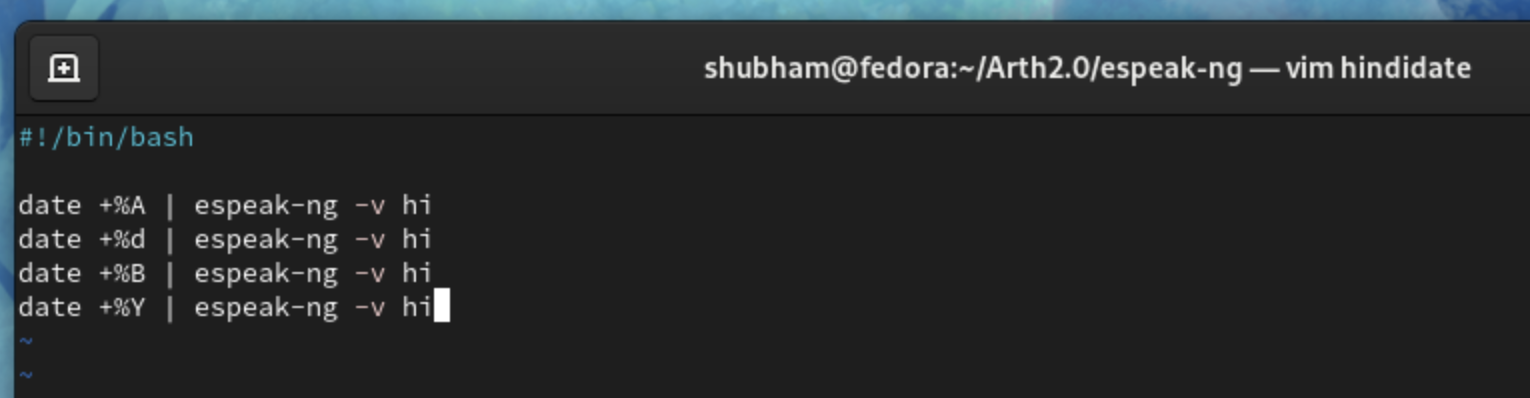 shubham@fedora:~/Arth2.0/espeak-ng — vim hindidate
#!/bin/bash
date +%A | espeak-ng -v hi
date +%d | espeak-ng -v hi
date +%B | espeak-ng -v hi
date +%Y | espeak-ng -v hi
~
~